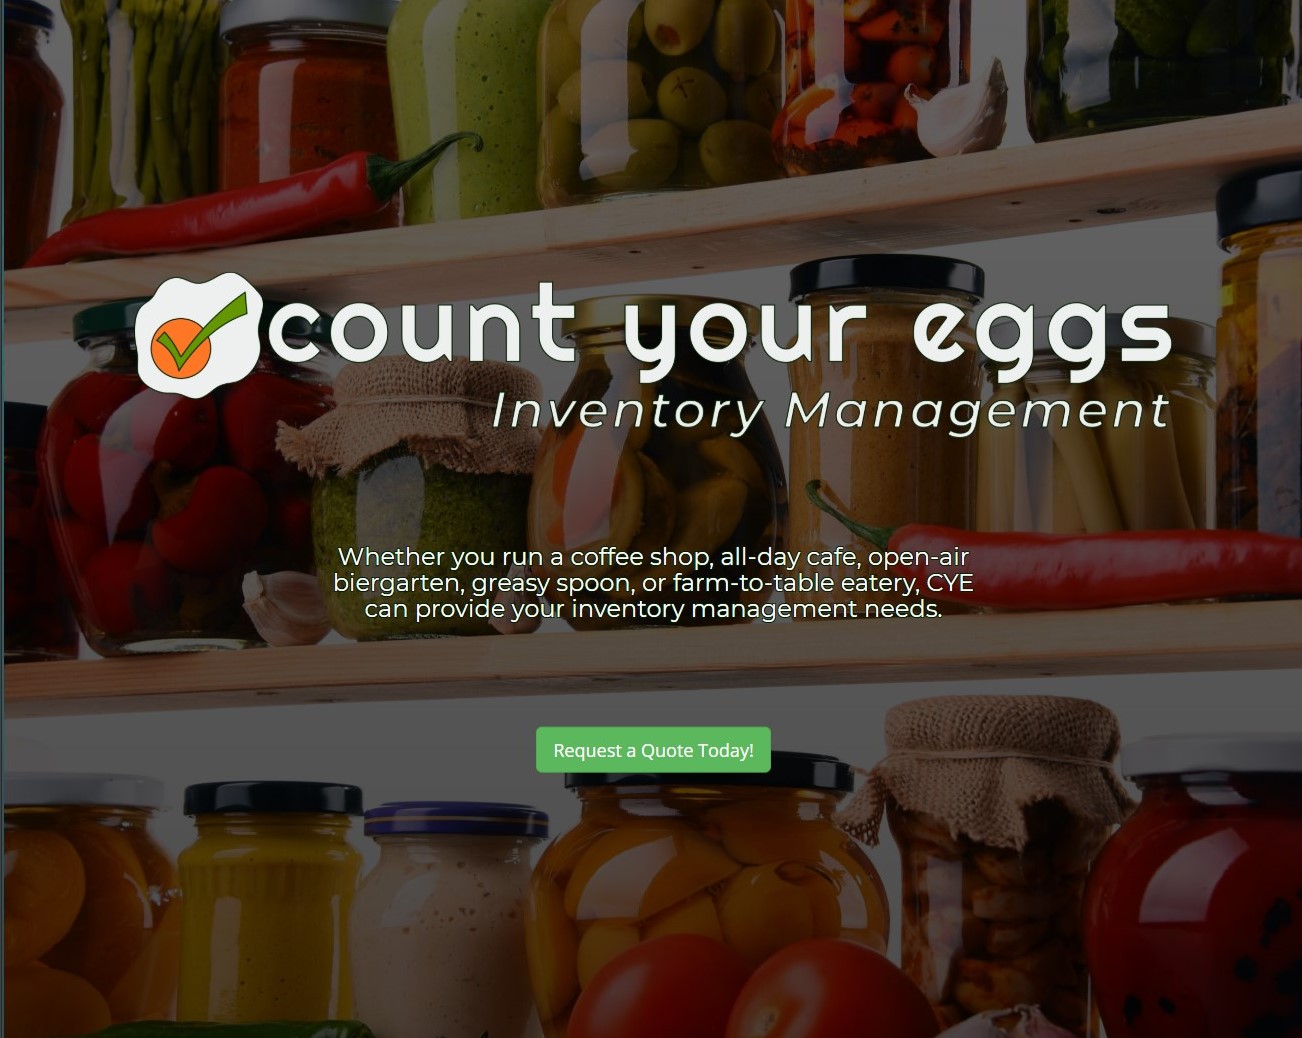 count your eggs
Inventory Management
Whether you run a coffee shop, all-day cafe, open-air
biergarten, greasy spoon, or farm-to-table eatery, CYE
can provide your inventory management needs.
Request a Quote Today!